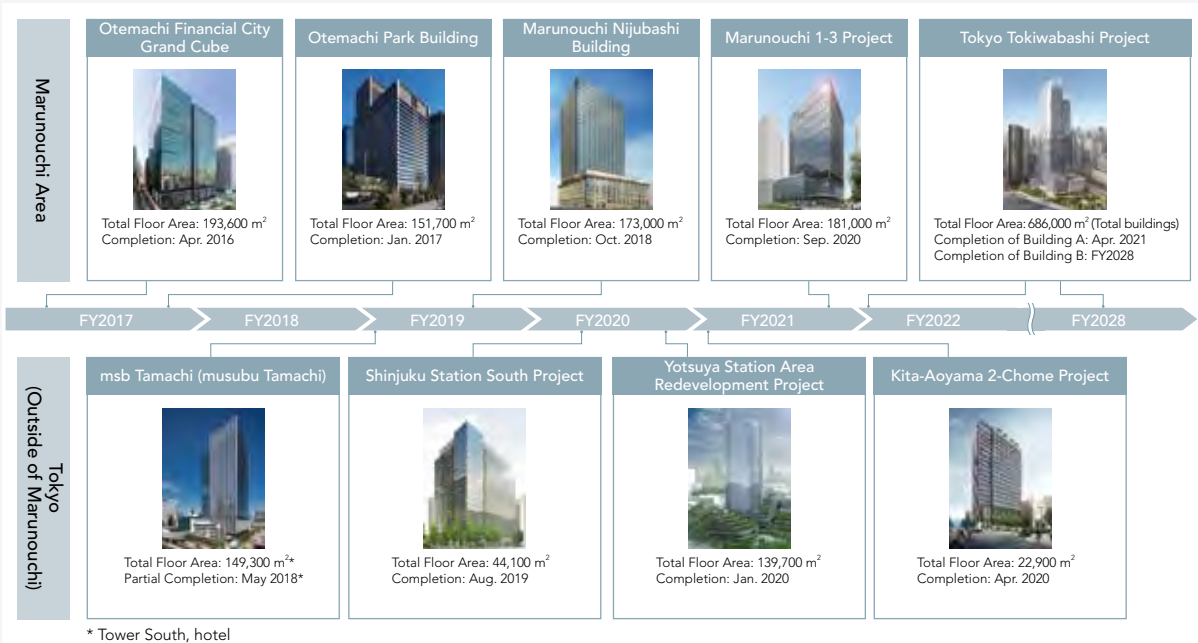 Marunouchi Area
Otemachi Financial City
Grand Cube
Total Floor Area: 193,600 m²
Completion: Apr. 2016
Otemachi Park Building
Total Floor Area: 151,700 m²
Completion: Jan. 2017
Marunouchi Nijubashi
Building
Total Floor Area: 173,000 m²
Completion: Oct. 2018
Marunouchi 1-3 Project
Total Floor Area: 181,000 m²
Completion: Sep. 2020
Tokyo Tokiwabashi Project
Total Floor Area: 686,000 m² (Total buildings)
Completion of Building A: Apr. 2021
Completion of Building B: FY2028
FY2017
FY2018
FY2019
FY2020
FY2021
FY2022
FY2028
Tokyo
(Outside of Marunouchi)
msb Tamachi (musubu Tamachi)
Total Floor Area: 149,300 m²*
Partial Completion: May 2018*
Shinjuku Station South Project
Total Floor Area: 44,100 m²
Completion: Aug. 2019
Yotsuya Station Area
Redevelopment Project
Total Floor Area: 139,700 m²
Completion: Jan. 2020
Kita-Aoyama 2-Chome Project
Total Floor Area: 22,900 m²
Completion: Apr. 2020
* Tower South, hotel